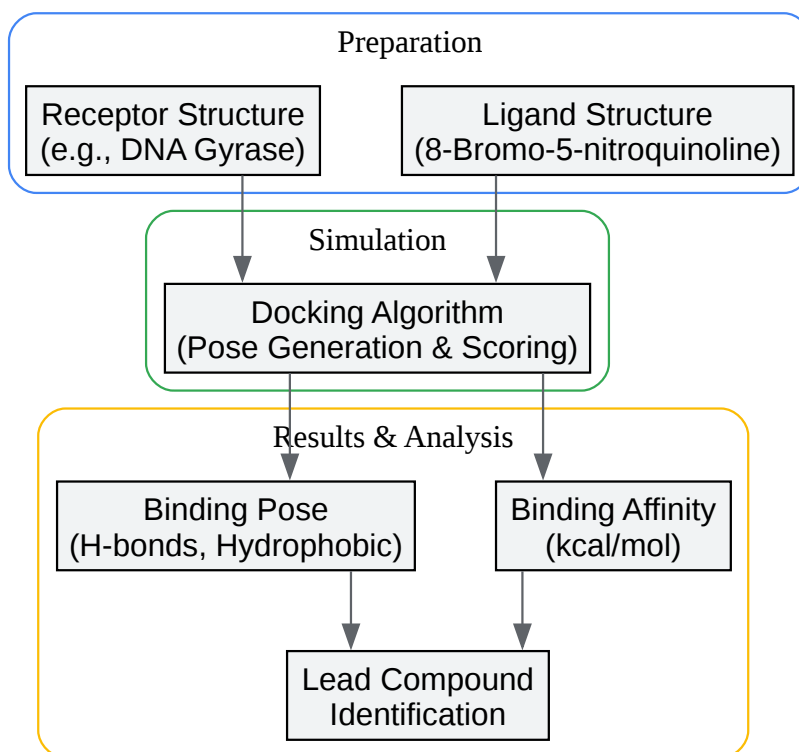 Preparation
Receptor Structure
(e.g., DNA Gyrase)
Ligand Structure
(8-Bromo-5-nitroquinoline)
Simulation
Docking Algorithm
(Pose Generation & Scoring)
Results & Analysis
Binding Pose
(H-bonds, Hydrophobic)
Binding Affinity
(kcal/mol)
Lead Compound
Identification